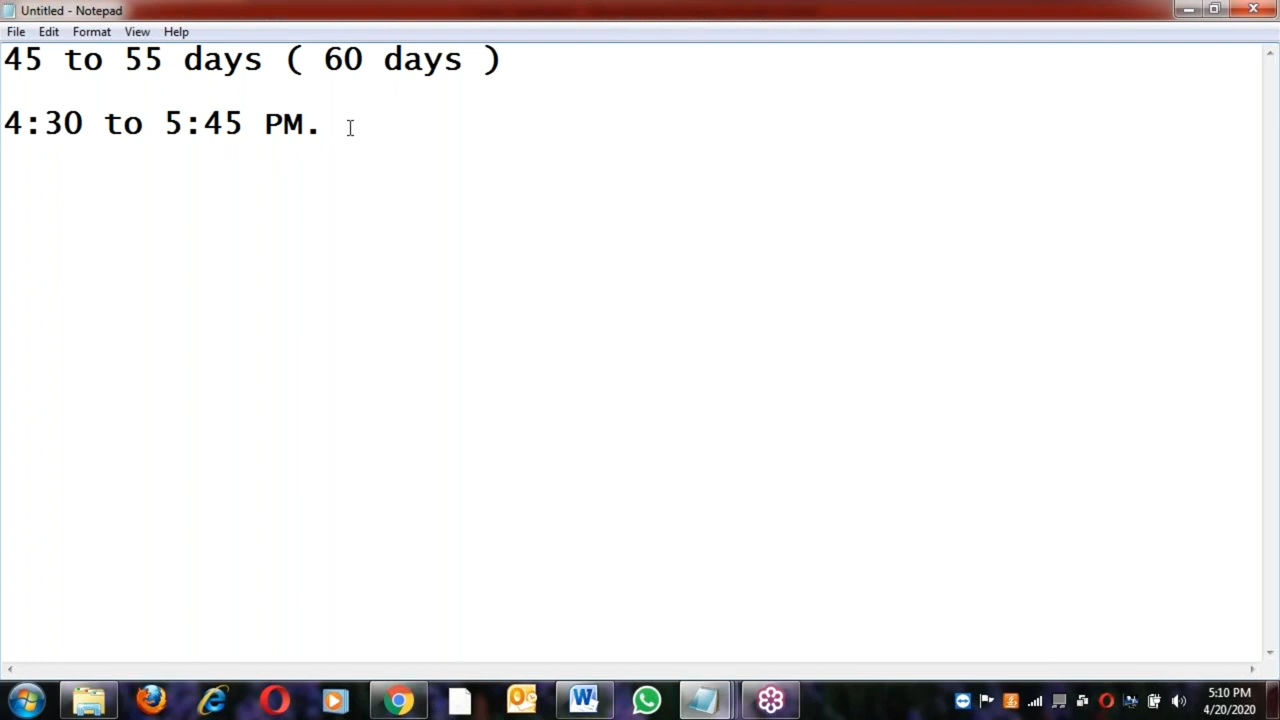 Untitled - Notepad
File Edit Format View Help
45 to 55 days ( 60 days )
4:30 to 5:45 PM.
5:10 PM
4/20/2020